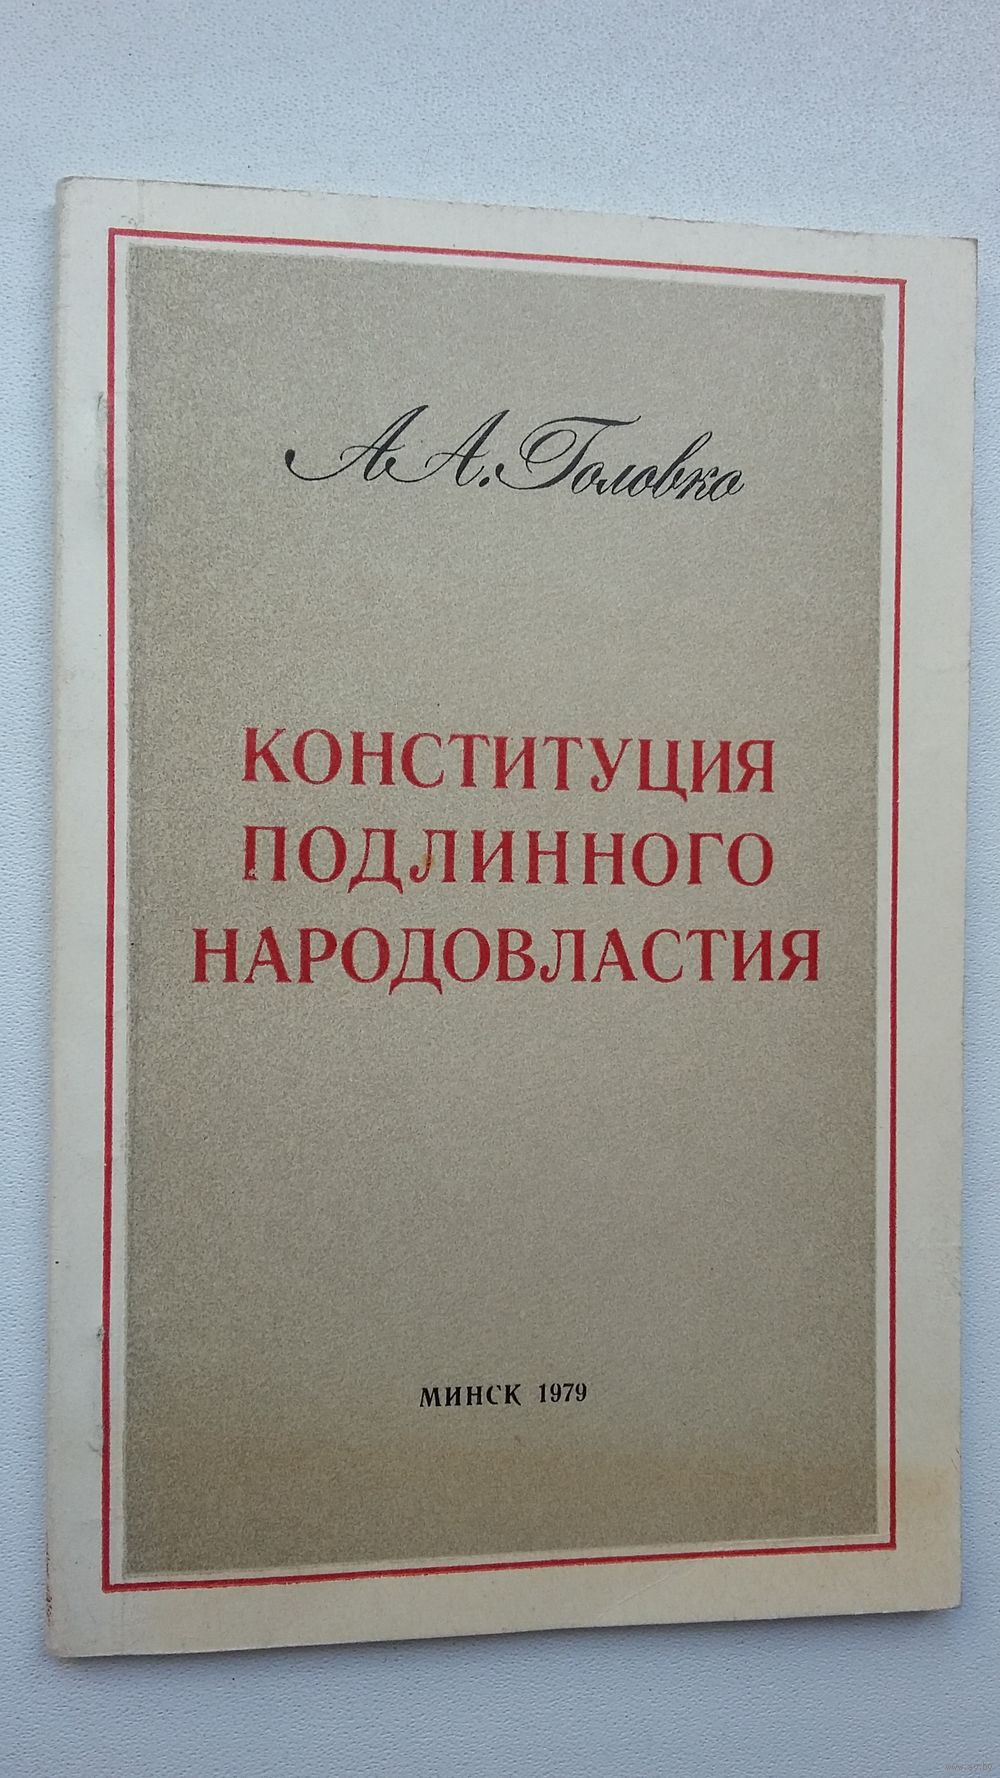 А А. Головко
КОНСТИТУЦИЯ
ПОДЛИННОГО
НАРОДОВЛАСТИЯ
МИНСК 1979